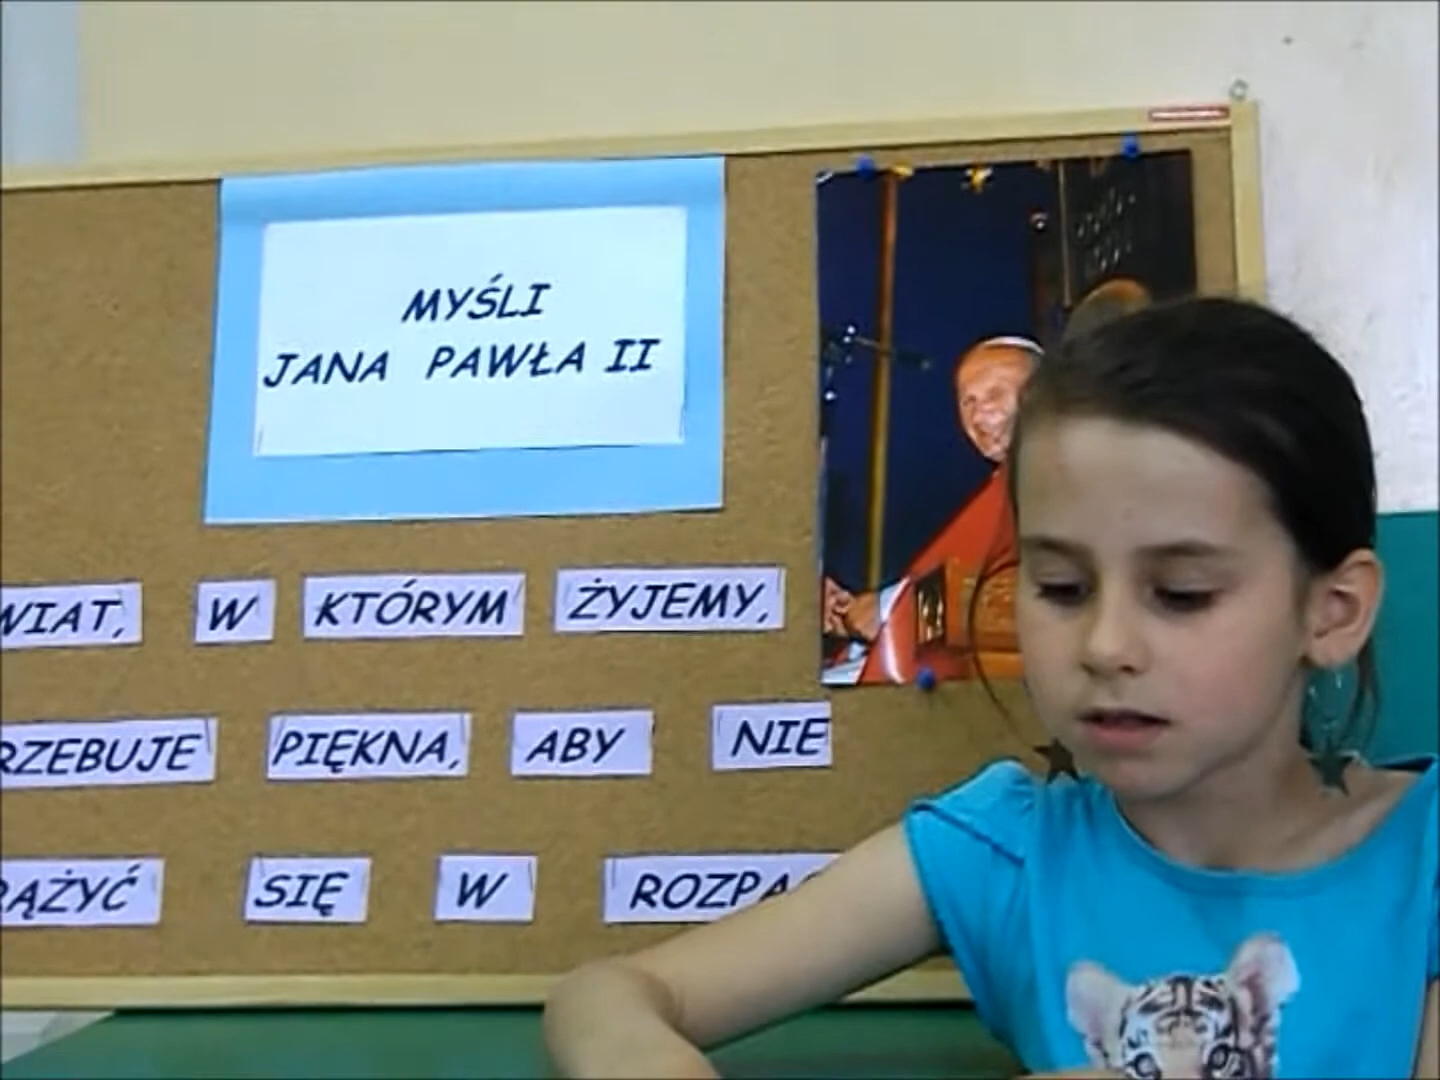 MYŚLI
JANA PAWŁA II
WIAT, W KTÓRYM ŻYJEMY,
RZEBUJE PIĘKNA, ABY NIE
RĄŻYĆ SIĘ W ROZPA